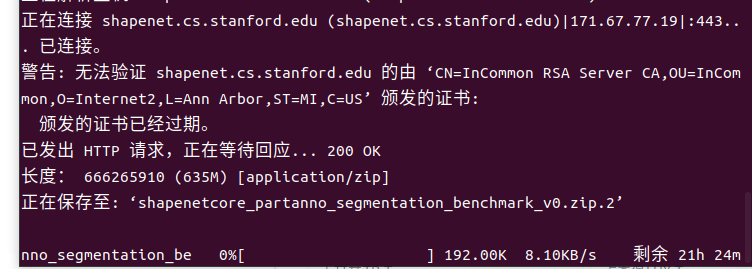 正在连接 shapenet.cs.stanford.edu (shapenet.cs.stanford.edu)|171.67.77.19|:443..
. 已连接。
警告: 无法验证 shapenet.cs.stanford.edu 的由 ‘CN=InCommon RSA Server CA,OU=InCom
mon,O=Internet2,L=Ann Arbor,ST=MI,C=US’ 颁发的证书:
  颁发的证书已经过期。
已发出 HTTP 请求，正在等待回应... 200 OK
长度： 666265910 (635M) [application/zip]
正在保存至: ‘shapenetcore_partanno_segmentation_benchmark_v0.zip.2’
nno_segmentation_be   0%[                    ] 192.00K  8.10KB/s    剩余 21h 24m